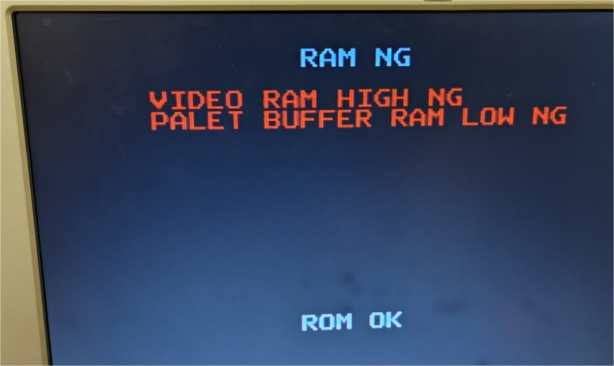 RAM NG
VIDEO RAM HIGH NG
PALET BUFFER RAM LOW NG
ROM OK